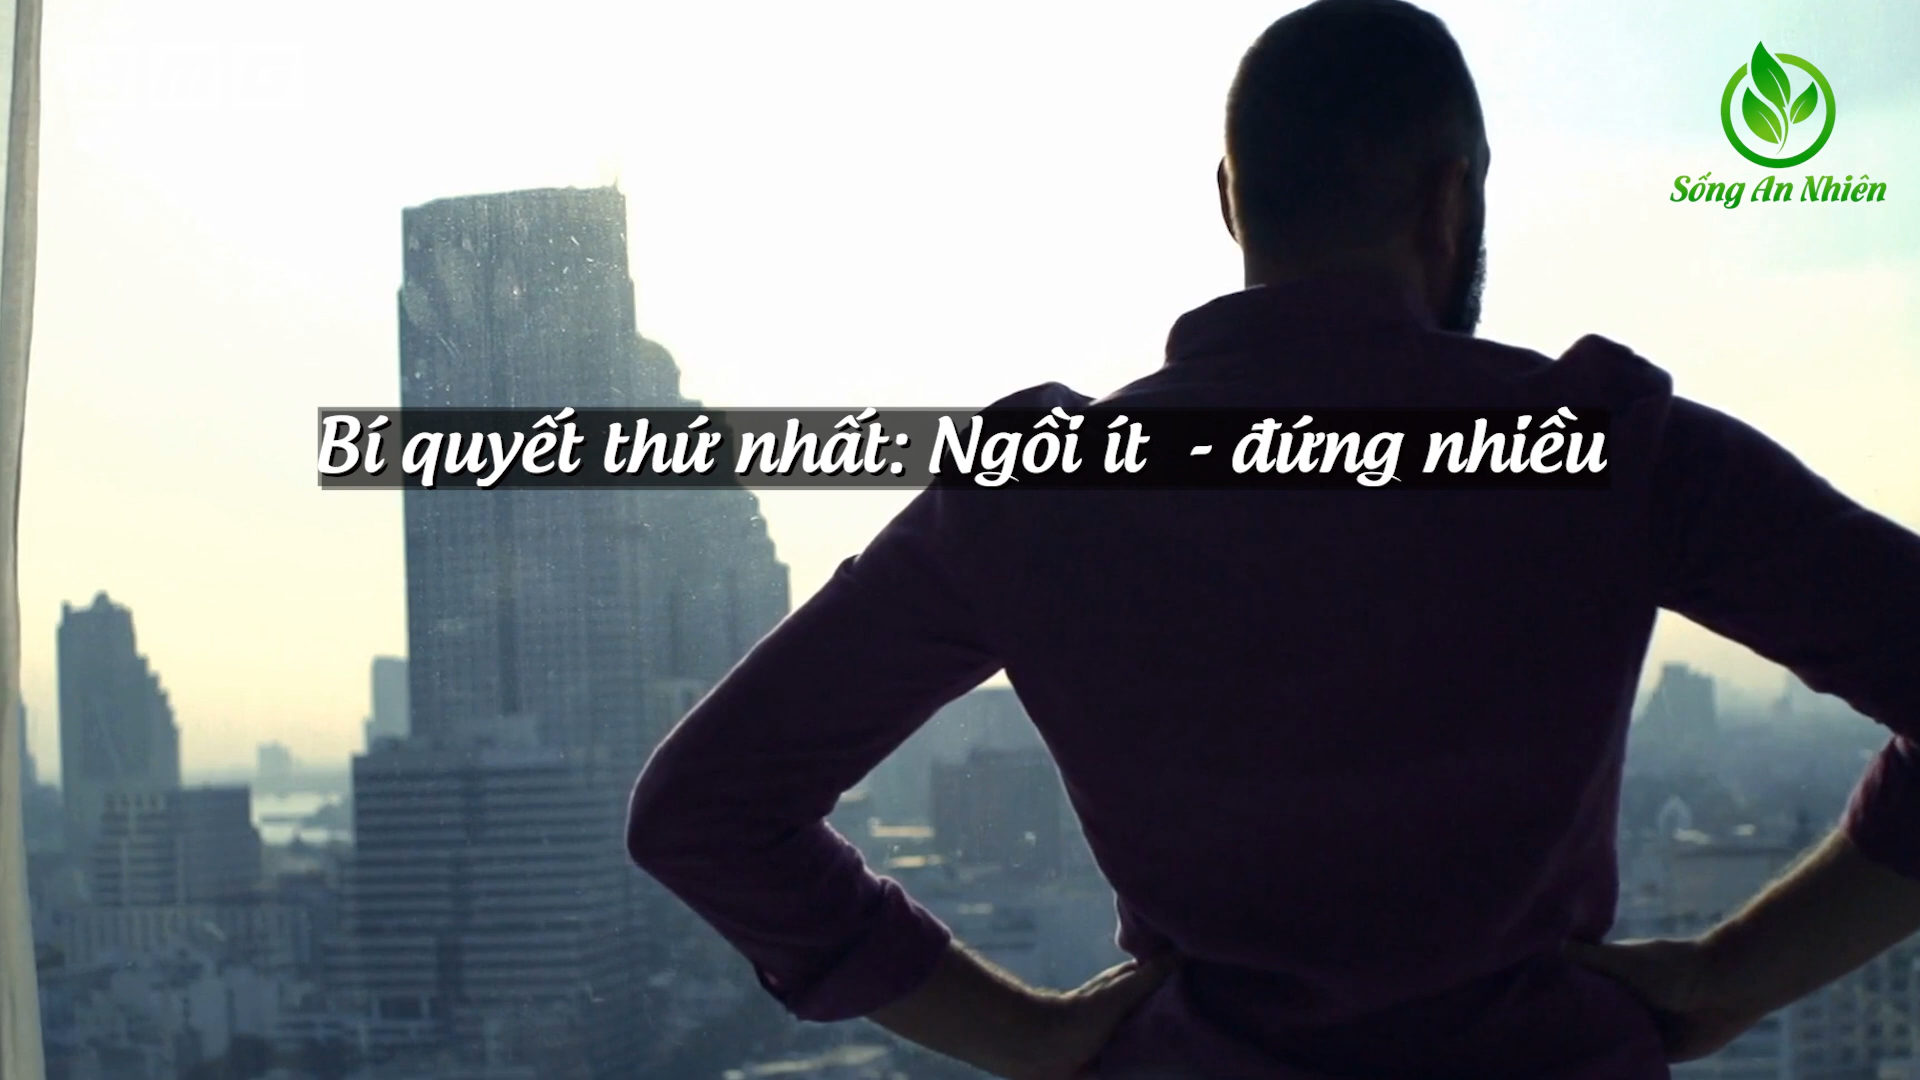 Sống An Nhiên
Bí quyết thứ nhất: Ngồi ít - đứng nhiều